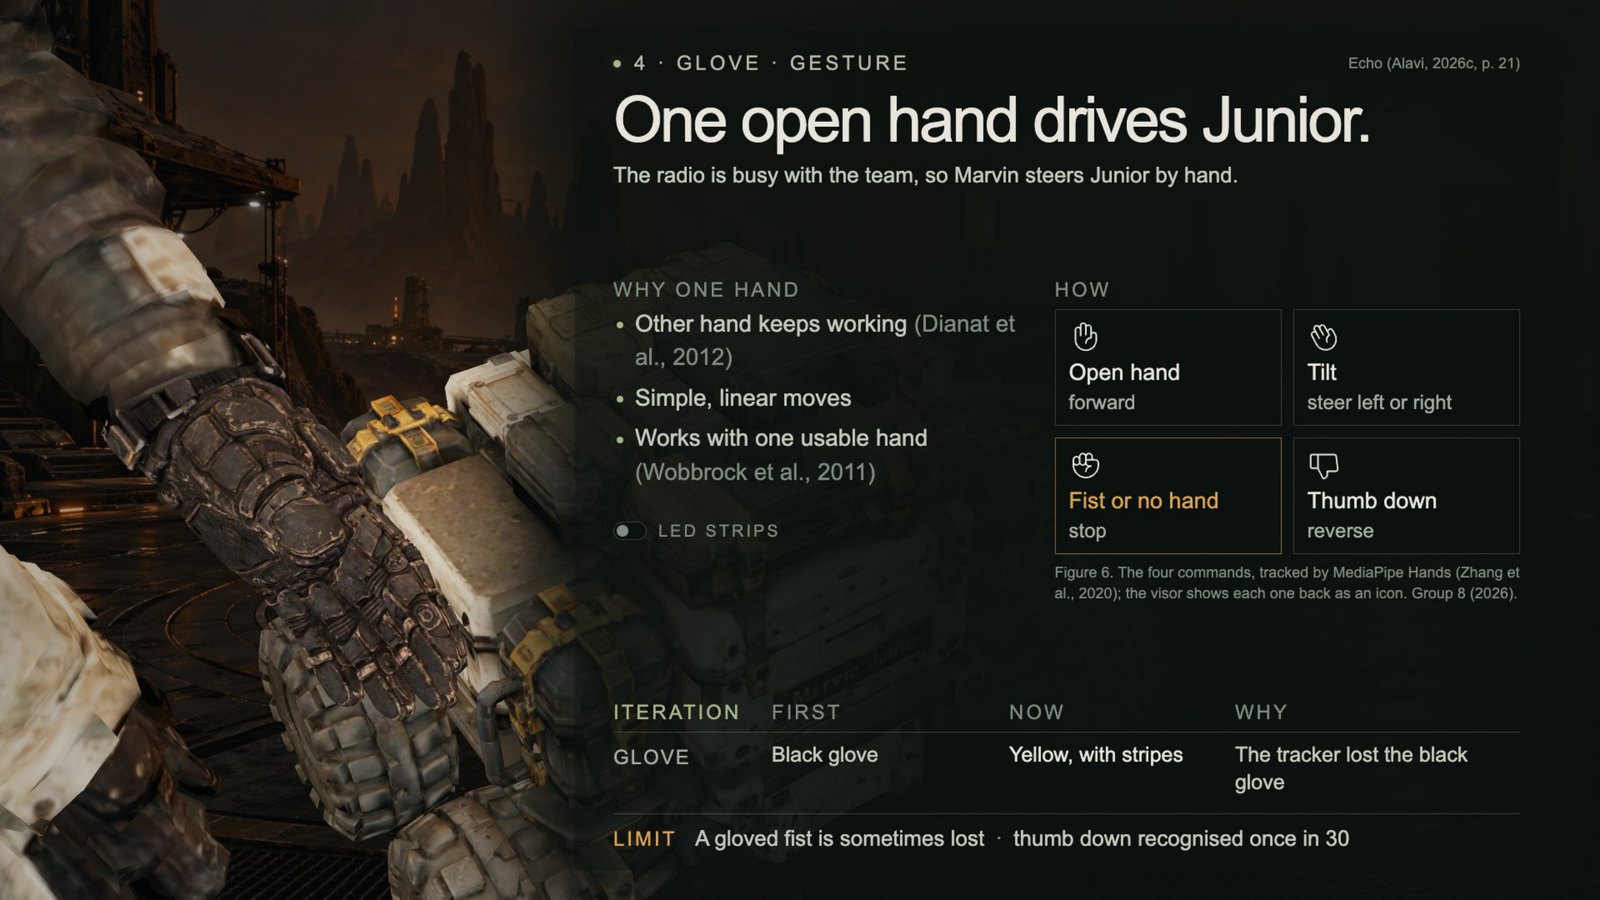 4 · GLOVE · GESTURE
Echo (Alavi, 2026c, p. 21)
One open hand drives Junior.
The radio is busy with the team, so Marvin steers Junior by hand.
WHY ONE HAND
Other hand keeps working (Dianat et
al., 2012)
Simple, linear moves
Works with one usable hand
(Wobbrock et al., 2011)
LED STRIPS
HOW
Open hand
forward
Tilt
steer left or right
Fist or no hand
stop
Thumb down
reverse
Figure 6. The four commands, tracked by MediaPipe Hands (Zhang et
al., 2020); the visor shows each one back as an icon. Group 8 (2026).
Marvin Junior
ITERATION FIRST NOW WHY
GLOVE Black glove Yellow, with stripes The tracker lost the black
glove
LIMIT A gloved fist is sometimes lost · thumb down recognised once in 30